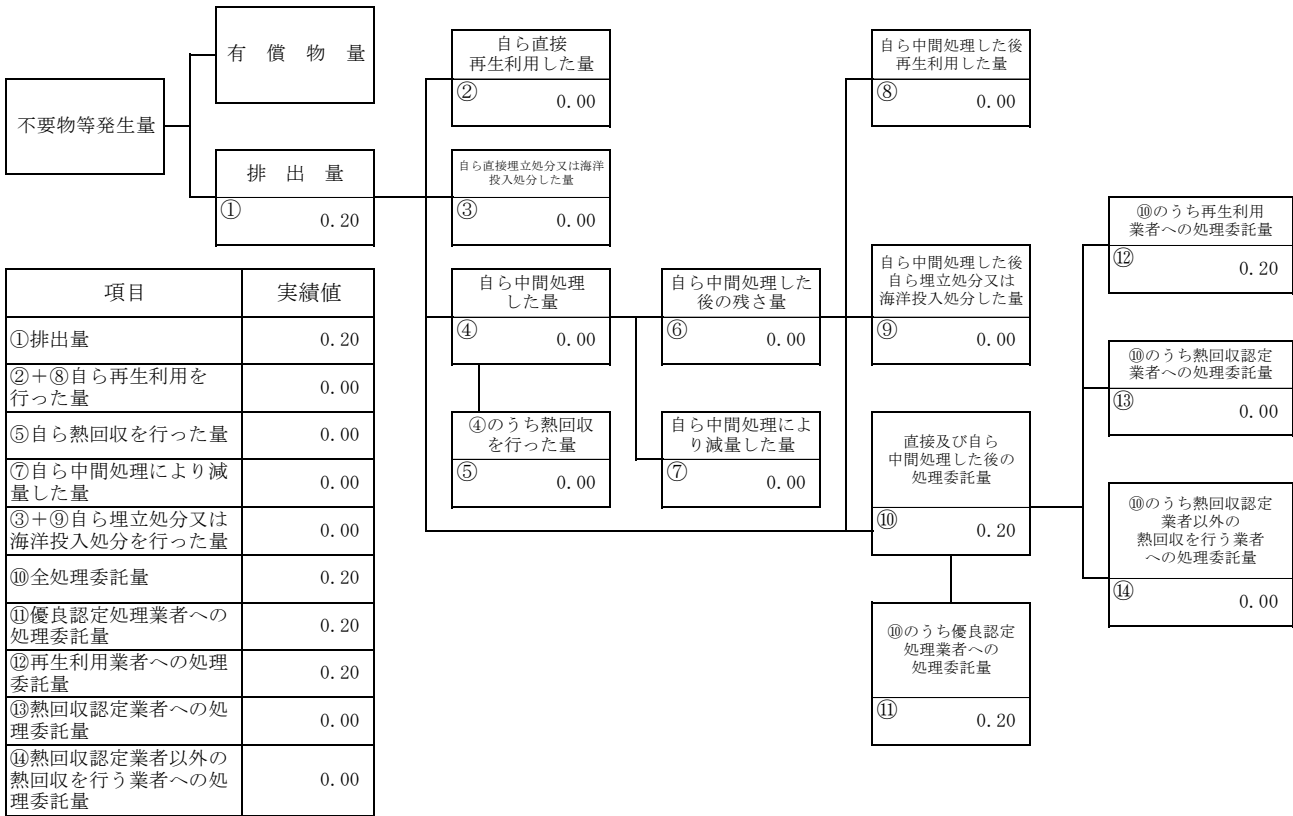 不要物等発生量
有 償 物 量
排 出 量
① 0.20
自ら直接
再生利用した量
② 0.00
自ら直接埋立処分又は海洋
投入処分した量
③ 0.00
自ら中間処理
した量
④ 0.00
④のうち熱回収
を行った量
⑤ 0.00
自ら中間処理した
後の残さ量
⑥ 0.00
自ら中間処理によ
り減量した量
⑦ 0.00
自ら中間処理した後
再生利用した量
⑧ 0.00
自ら中間処理した後
自ら埋立処分又は
海洋投入処分した量
⑨ 0.00
直接及び自ら
中間処理した後の
処理委託量
⑩ 0.20
⑩のうち優良認定
処理業者への
処理委託量
⑪ 0.20
⑩のうち再生利用
業者への処理委託量
⑫ 0.20
⑩のうち熱回収認定
業者への処理委託量
⑬ 0.00
⑩のうち熱回収認定
業者以外の
熱回収を行う業者
への処理委託量
⑭ 0.00
項目 実績値
①排出量 0.20
②+⑧自ら再生利用を
行った量 0.00
⑤自ら熱回収を行った量 0.00
⑦自ら中間処理により減
量した量 0.00
③+⑨自ら埋立処分又は
海洋投入処分を行った量 0.00
⑩全処理委託量 0.20
⑪優良認定処理業者への
処理委託量 0.20
⑫再生利用業者への処理
委託量 0.20
⑬熱回収認定業者への処
理委託量 0.00
⑭熱回収認定業者以外の
熱回収を行う業者への処
理委託量 0.00